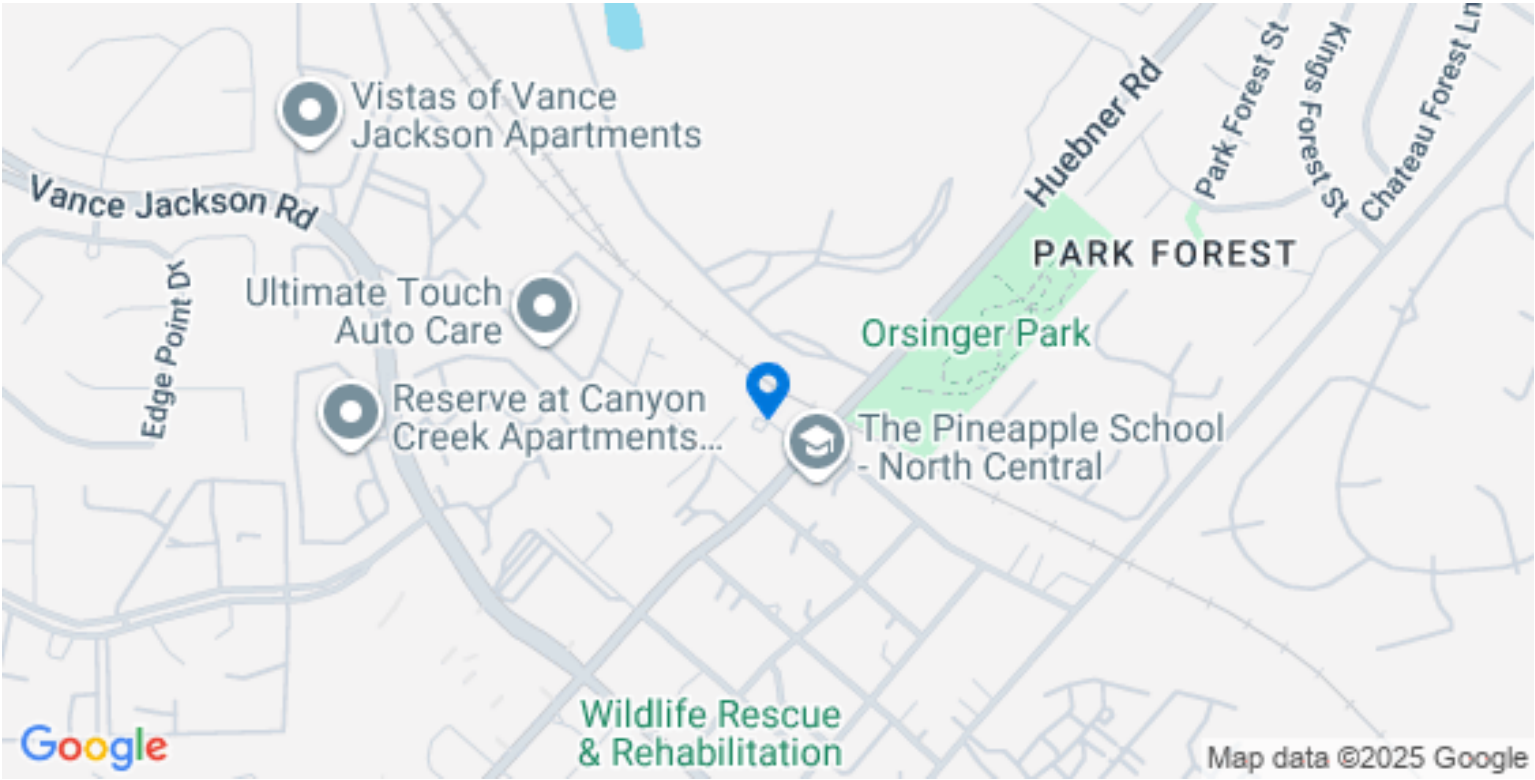 Vistas of Vance
Jackson Apartments
Vance Jackson Rd
Huebner Rd
Park Forest St
Kings Forest St
Chateau Forest Ln
PARK FOREST
Edge Point Dr
Ultimate Touch
Auto Care
Orsinger Park
Reserve at Canyon
Creek Apartments...
The Pineapple School
- North Central
Wildlife Rescue
& Rehabilitation
Google
Map data ©2025 Google